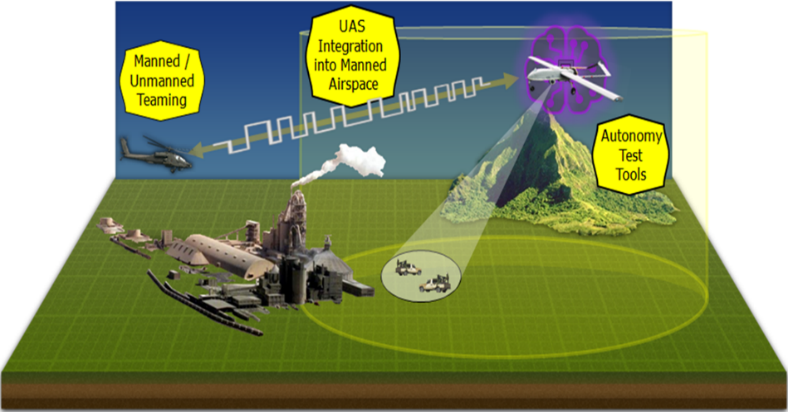 Manned /
Unmanned
Teaming
UAS
Integration
into Manned
Airspace
Autonomy
Test
Tools